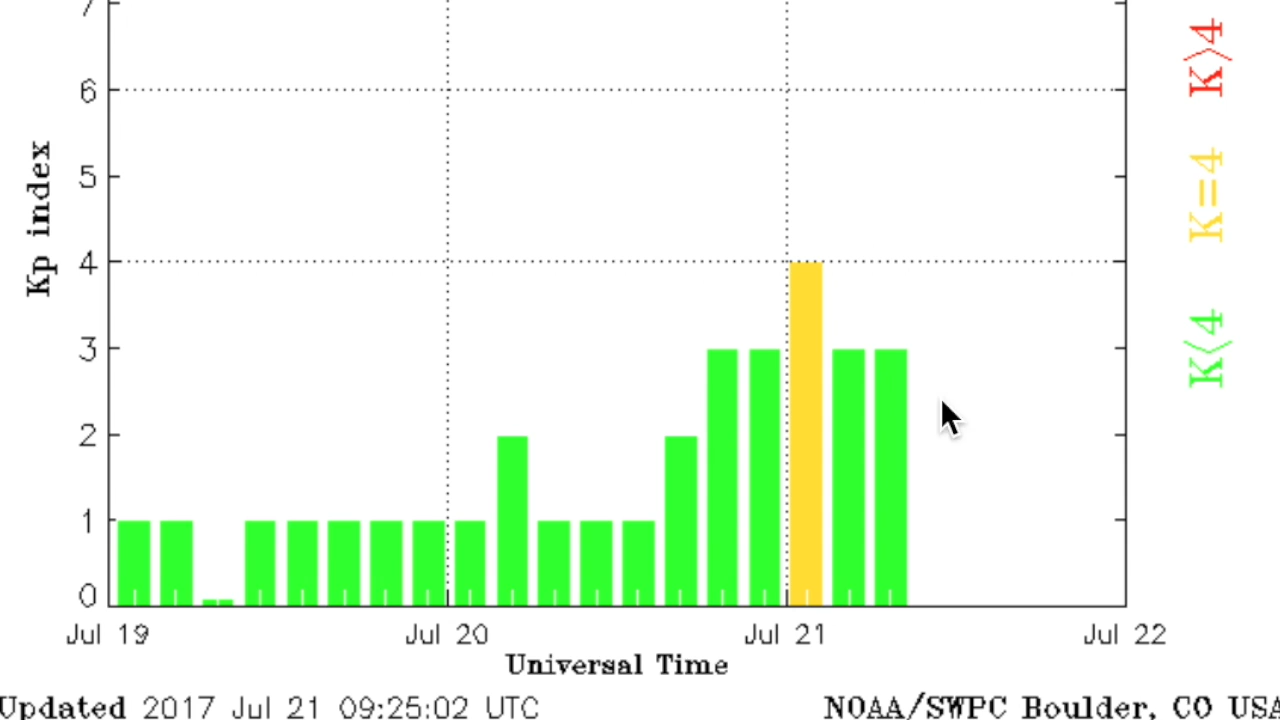 7
6
5
4
3
2
1
0
Kp index
Jul 19 Jul 20 Jul 21 Jul 22
Universal Time
Updated 2017 Jul 21 09:25:02 UTC
NOAA/SWPC Boulder, CO USA
K>4
K=4
K<4